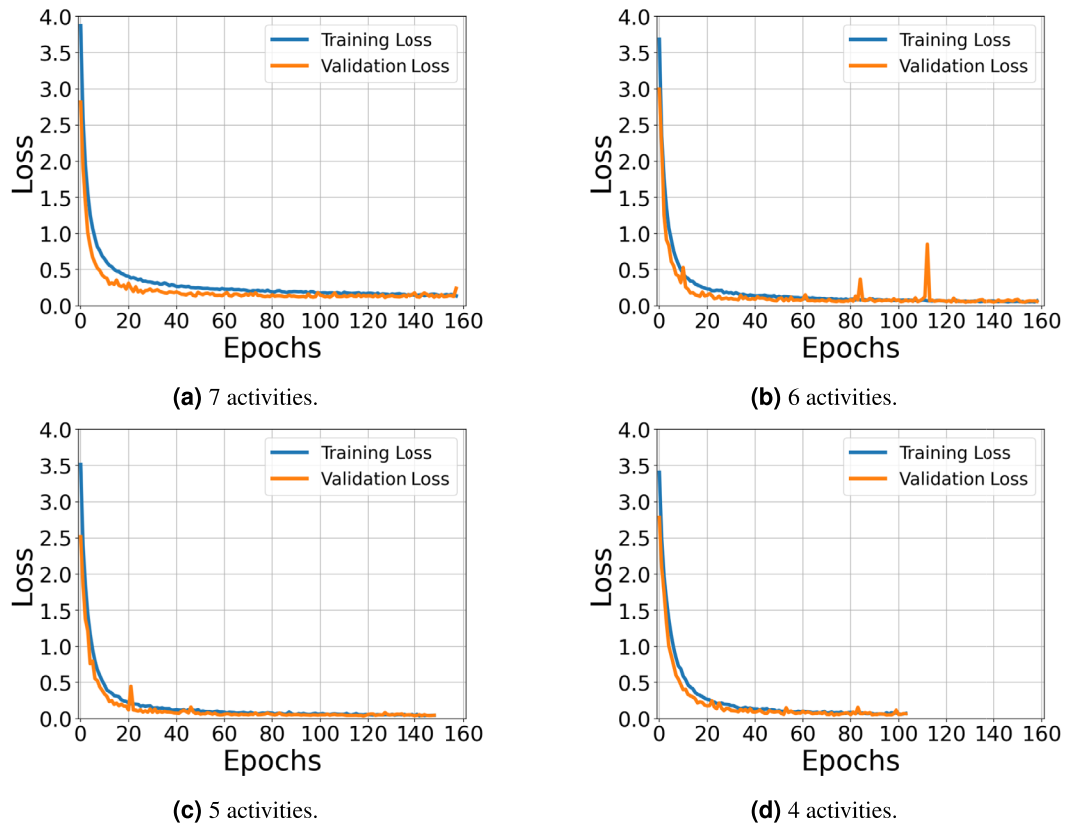 4.0
3.5
3.0
2.5
2.0
1.5
1.0
0.5
0.0
Loss
Training Loss
Validation Loss
0 20 40 60 80 100 120 140 160
Epochs
(a) 7 activities.
4.0
3.5
3.0
2.5
2.0
1.5
1.0
0.5
0.0
Loss
Training Loss
Validation Loss
0 20 40 60 80 100 120 140 160
Epochs
(b) 6 activities.
4.0
3.5
3.0
2.5
2.0
1.5
1.0
0.5
0.0
Loss
Training Loss
Validation Loss
0 20 40 60 80 100 120 140 160
Epochs
(c) 5 activities.
4.0
3.5
3.0
2.5
2.0
1.5
1.0
0.5
0.0
Loss
Training Loss
Validation Loss
0 20 40 60 80 100 120 140 160
Epochs
(d) 4 activities.